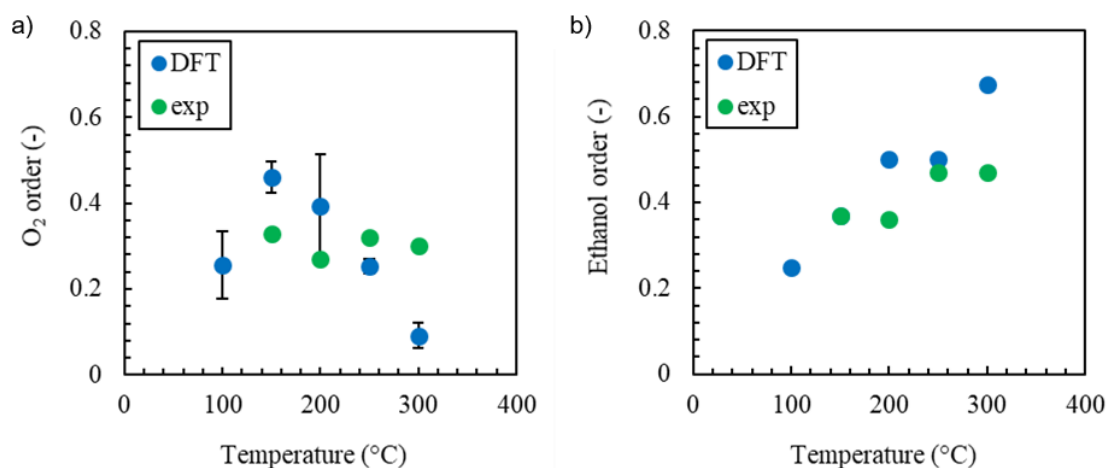 a)
0.8
0.6
0.4
0.2
0
DFT
exp
O₂ order (-)
0 100 200 300 400
Temperature (°C)
b)
0.8
0.6
0.4
0.2
0
DFT
exp
Ethanol order (-)
0 100 200 300 400
Temperature (°C)